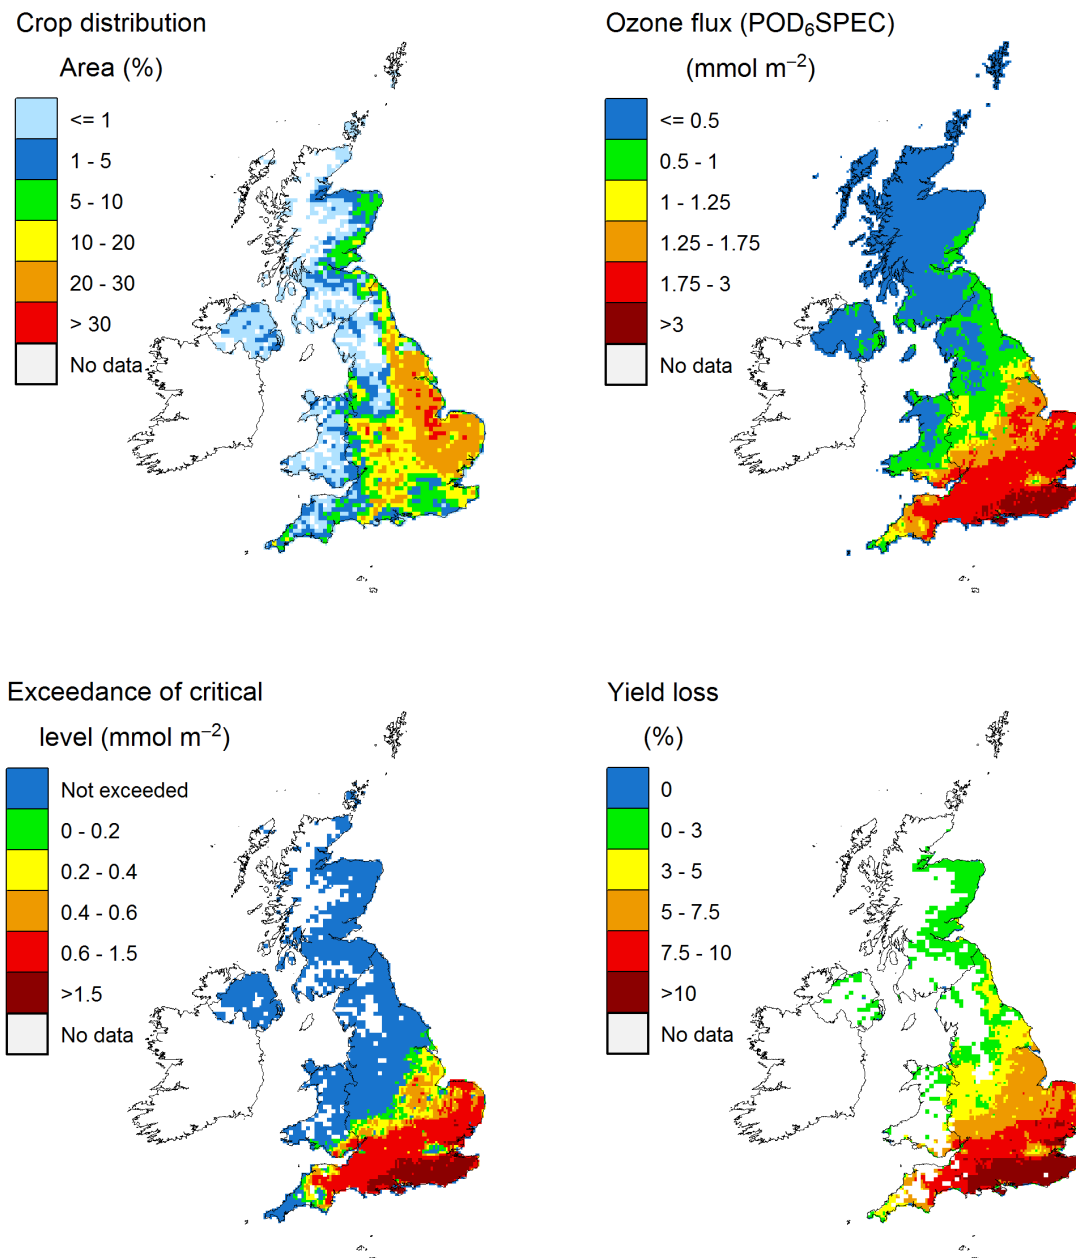 Crop distribution
Area (%)
<= 1
1 - 5
5 - 10
10 - 20
20 - 30
> 30
No data
Ozone flux (POD₆SPEC)
(mmol m⁻²)
<= 0.5
0.5 - 1
1 - 1.25
1.25 - 1.75
1.75 - 3
>3
No data
Exceedance of critical
level (mmol m⁻²)
Not exceeded
0 - 0.2
0.2 - 0.4
0.4 - 0.6
0.6 - 1.5
>1.5
No data
Yield loss
(%)
0
0 - 3
3 - 5
5 - 7.5
7.5 - 10
>10
No data